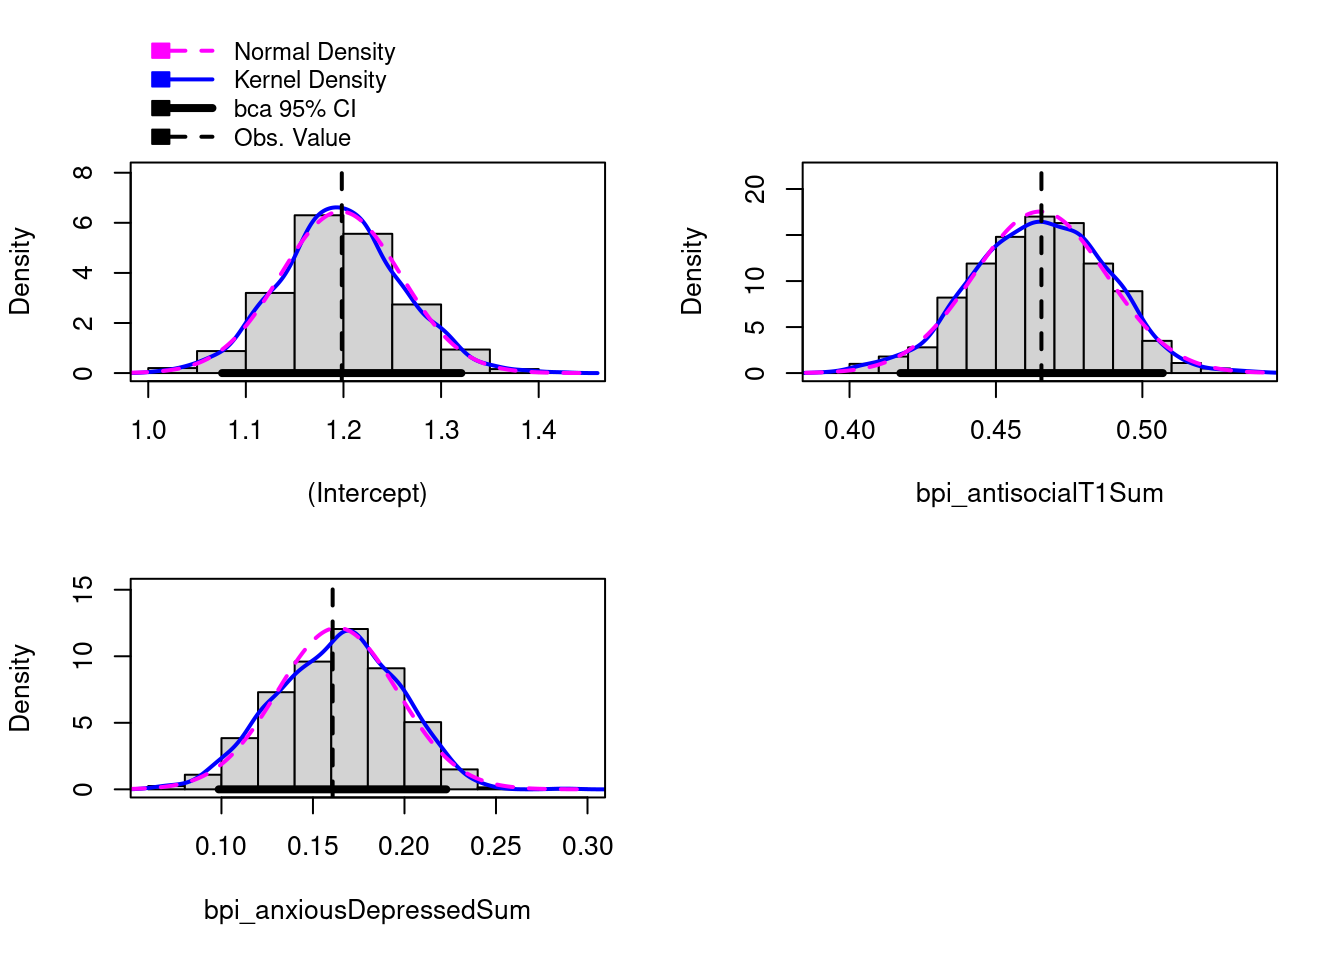 Normal Density
Kernel Density
bca 95% CI
Obs. Value
Density
0 2 4 6 8
1.0 1.1 1.2 1.3 1.4
(Intercept)
Density
0 5 10 20
0.40 0.45 0.50
bpi_antisocialT1Sum
Density
0 5 10 15
0.10 0.15 0.20 0.25 0.30
bpi_anxiousDepressedSum